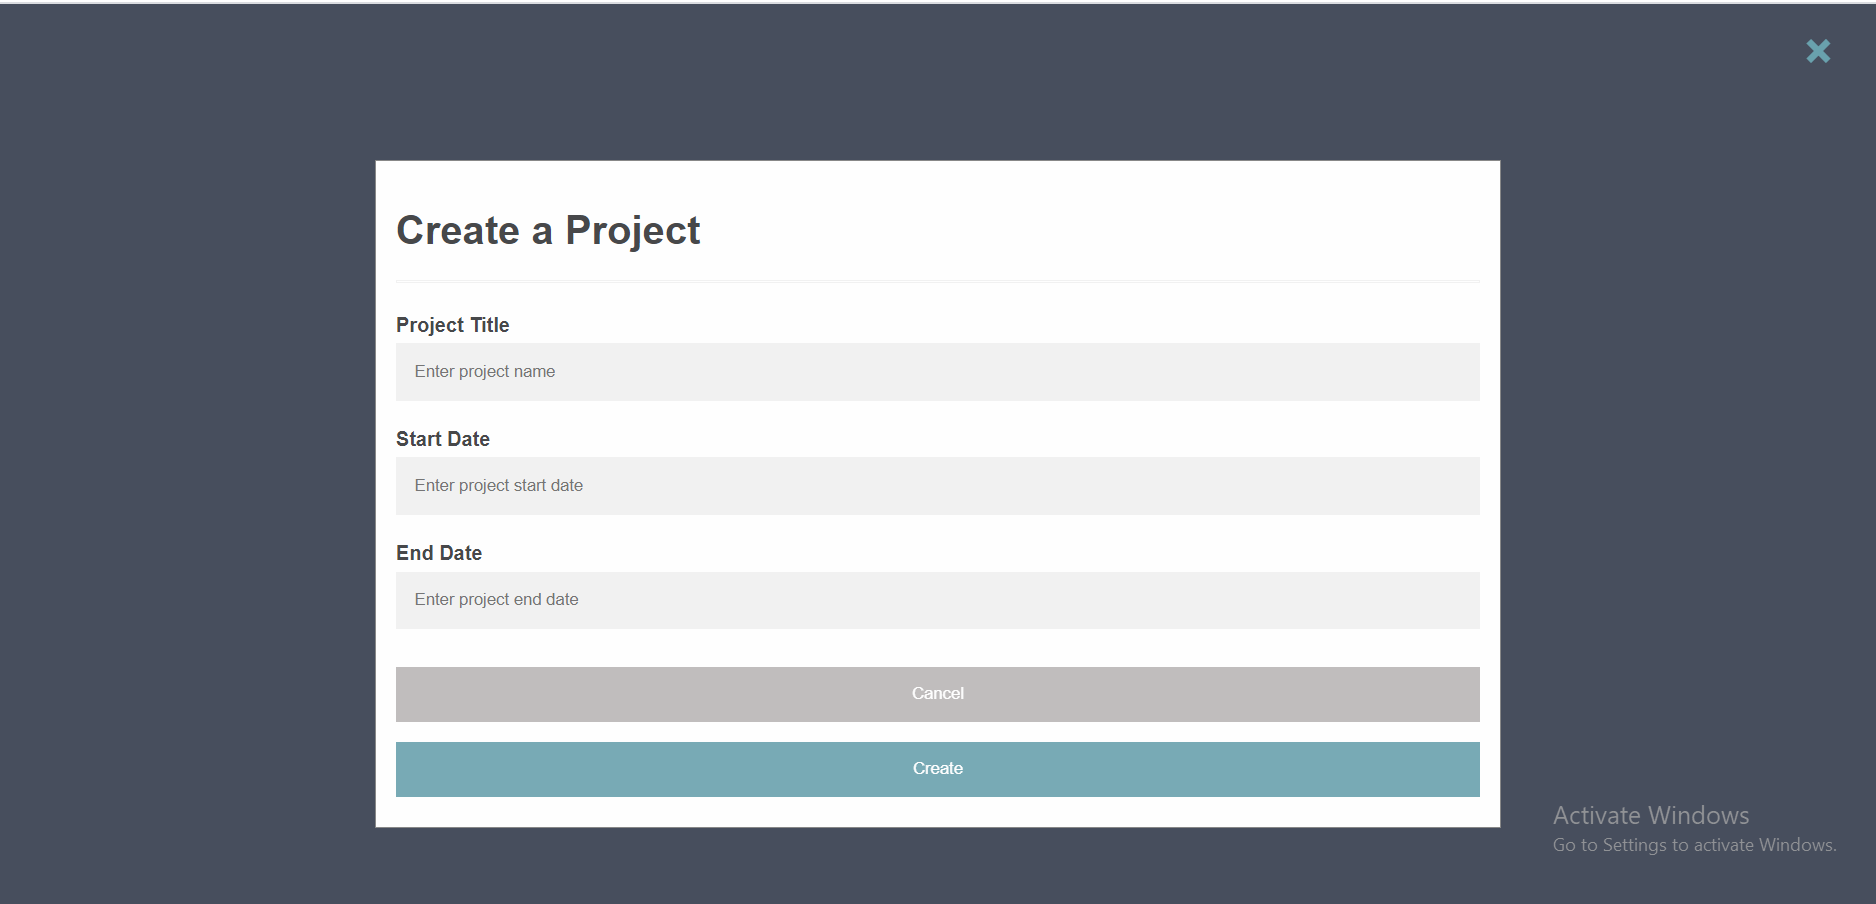 Create a Project
Project Title
Enter project name
Start Date
Enter project start date
End Date
Enter project end date
Cancel
Create
Activate Windows
Go to Settings to activate Windows.